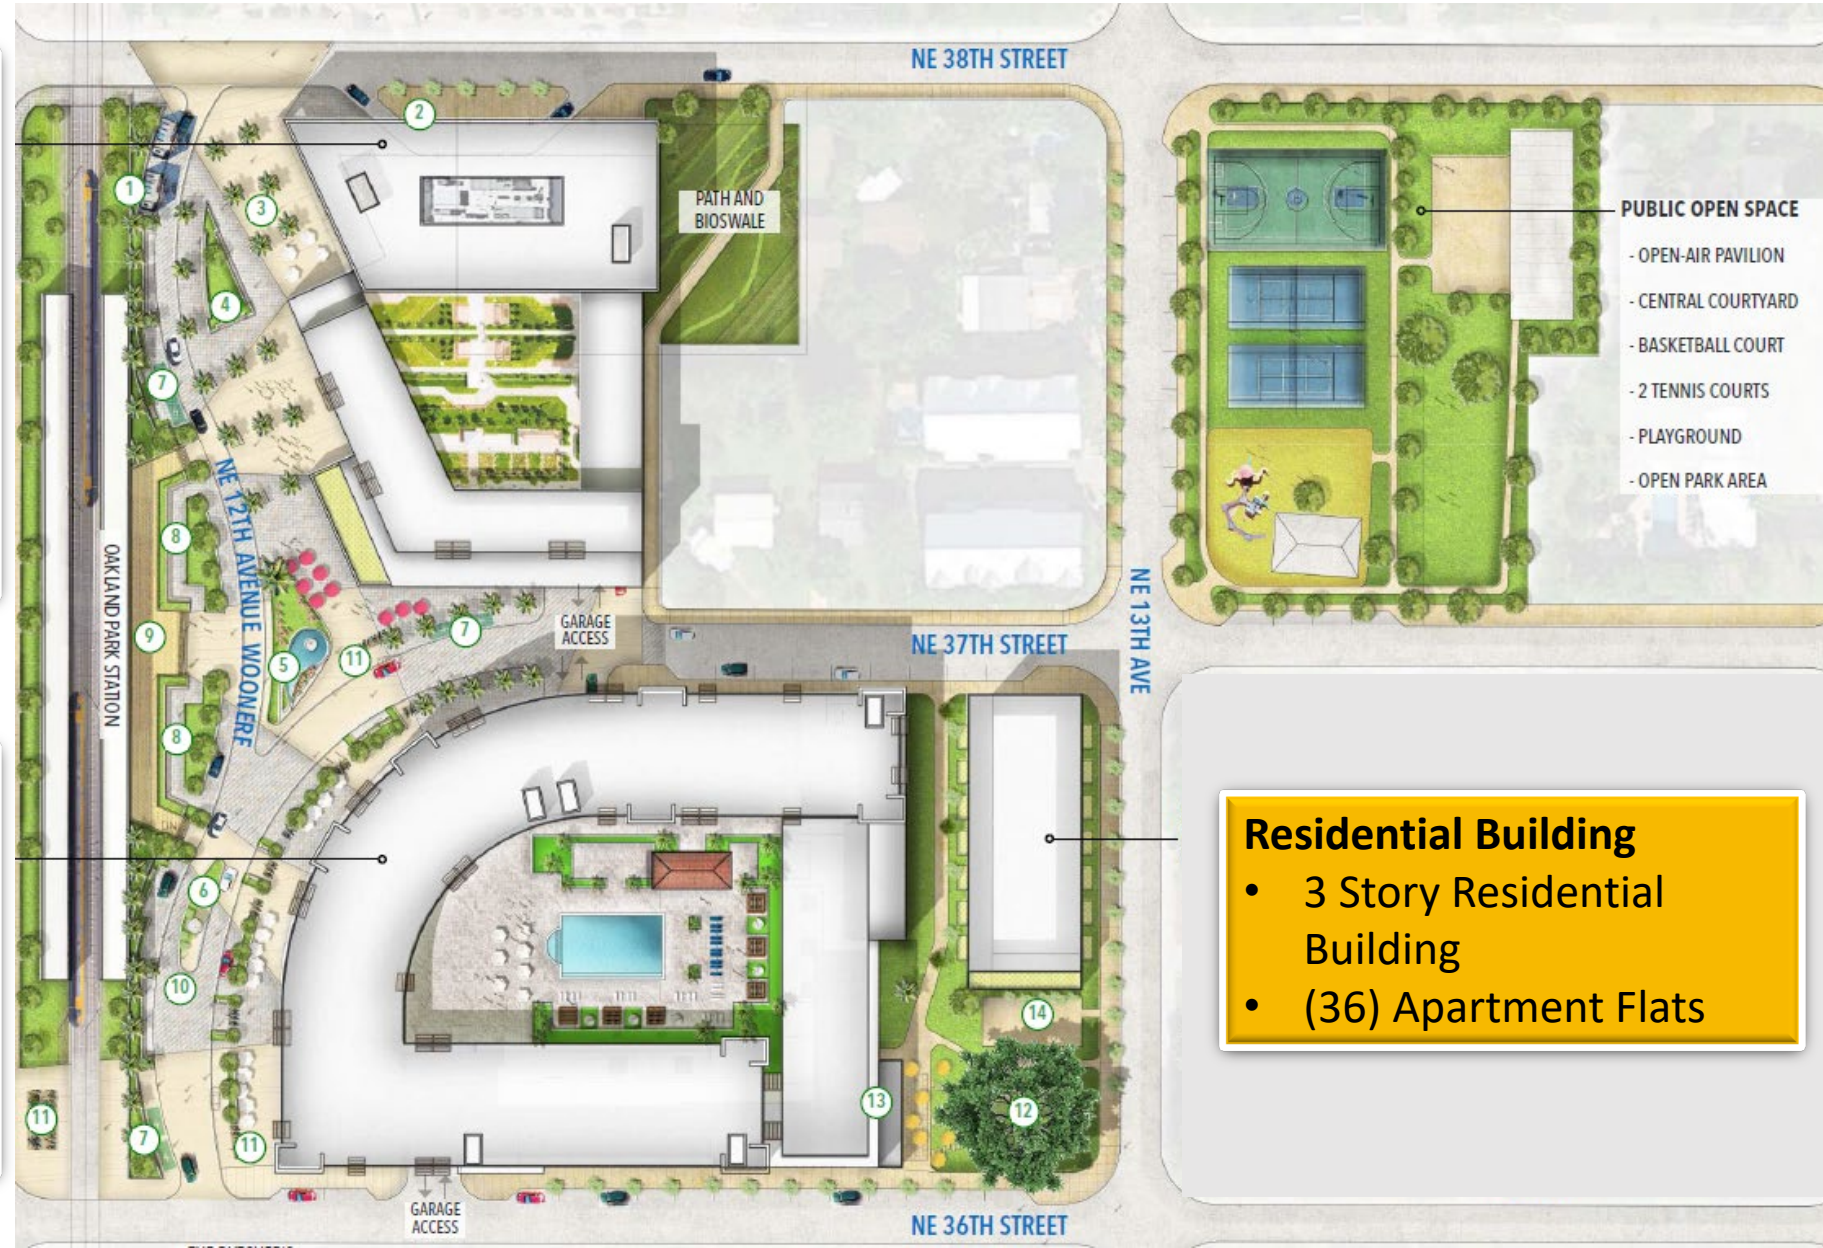 NE 38TH STREET
2
1
3
PATH AND
BIOSWALE
PUBLIC OPEN SPACE
- OPEN-AIR PAVILION
- CENTRAL COURTYARD
- BASKETBALL COURT
- 2 TENNIS COURTS
- PLAYGROUND
- OPEN PARK AREA
4
7
NE 12TH AVENUE WOONERF
OAKLAND PARK STATION
8
9
5
11
7
GARAGE
ACCESS
NE 37TH STREET
NE 13TH AVE
8
6
10
Residential Building
• 3 Story Residential
Building
• (36) Apartment Flats
14
13
12
11
7
11
GARAGE
ACCESS
NE 36TH STREET